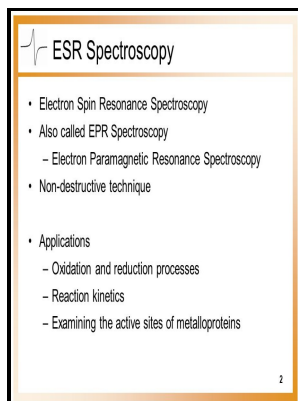 ESR Spectroscopy
• Electron Spin Resonance Spectroscopy
• Also called EPR Spectroscopy
– Electron Paramagnetic Resonance Spectroscopy
• Non-destructive technique
• Applications
– Oxidation and reduction processes
– Reaction kinetics
– Examining the active sites of metalloproteins
2